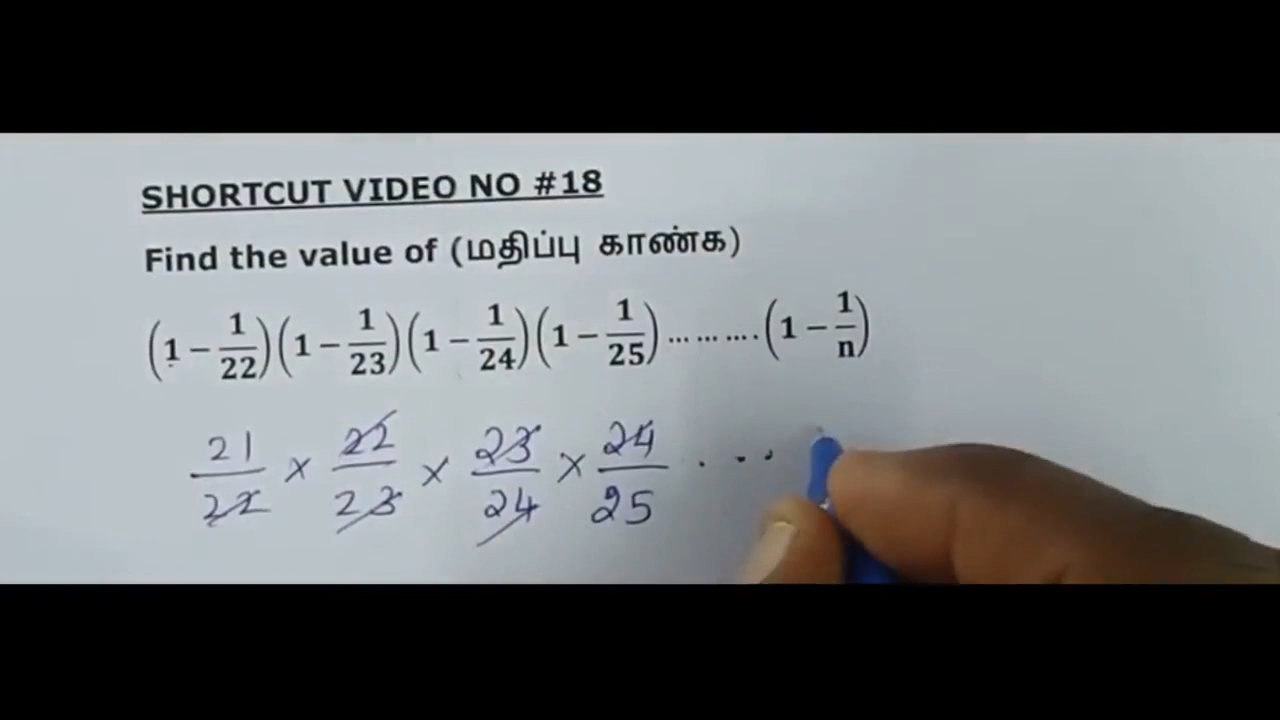 SHORTCUT VIDEO NO #18
Find the value of (மதிப்பு காண்க)
(1 − 1/22)(1 − 1/23)(1 − 1/24)(1 − 1/25)... ... ...(1 − 1/n)
21/22 × 22/23 × 23/24 × 24/25 . . .